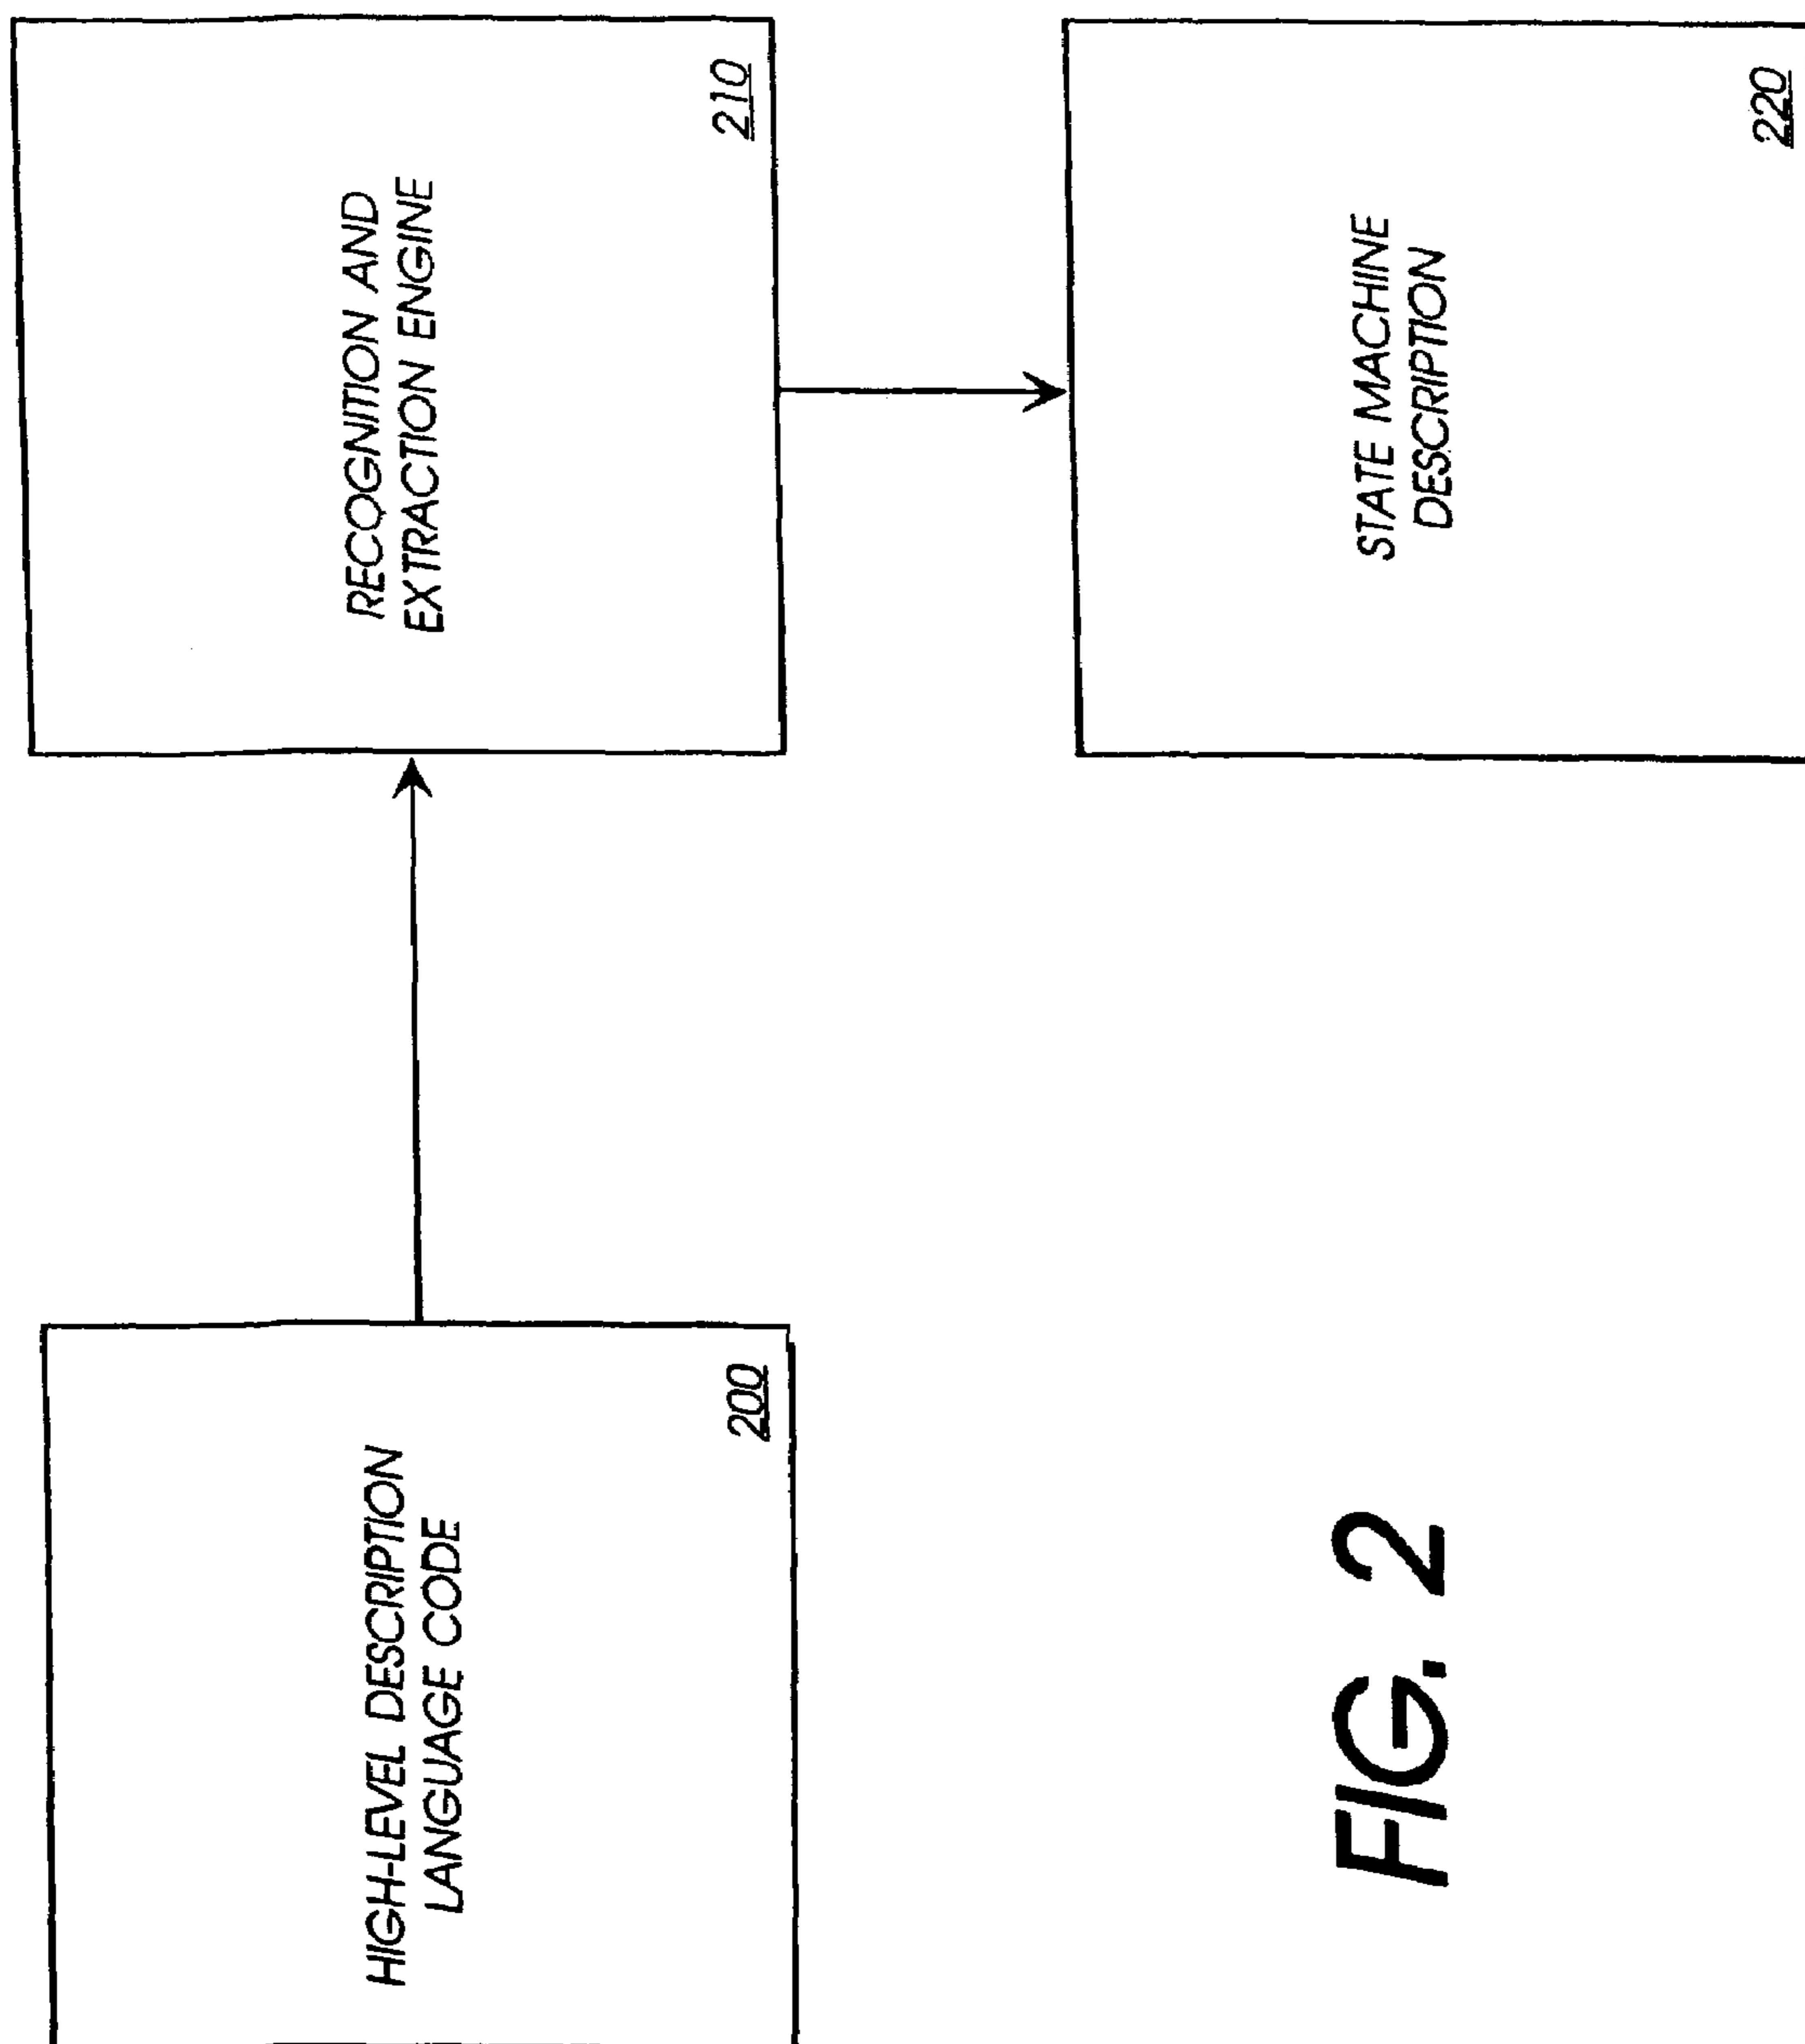 HIGH-LEVEL DESCRIPTION
LANGUAGE CODE
200
RECOGNITION AND
EXTRACTION ENGINE
210
STATE MACHINE
DESCRIPTION
220
FIG. 2